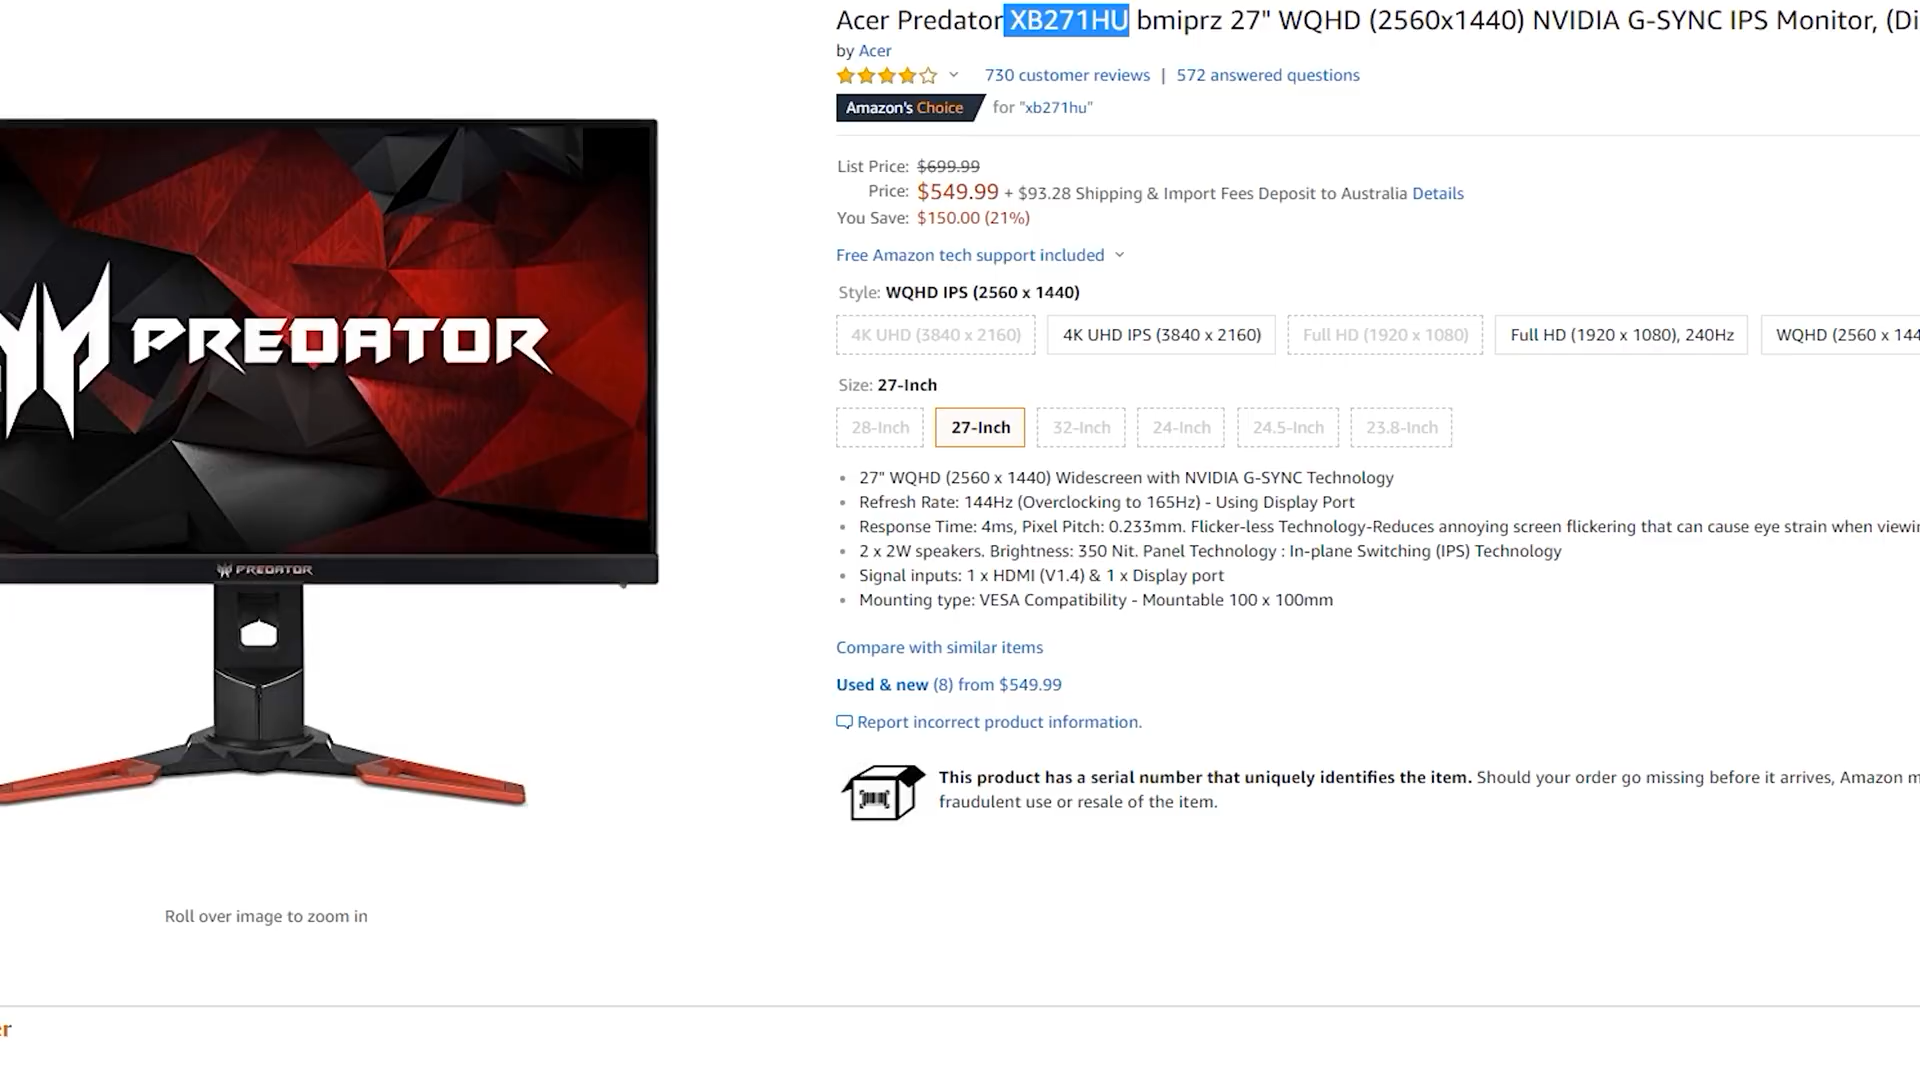 Acer Predator XB271HU bmiprz 27" WQHD (2560x1440) NVIDIA G-SYNC IPS Monitor, (Di
by Acer
730 customer reviews | 572 answered questions
Amazon's Choice for "xb271hu"
List Price: $699.99
Price: $549.99 + $93.28 Shipping & Import Fees Deposit to Australia Details
You Save: $150.00 (21%)
Free Amazon tech support included
Style: WQHD IPS (2560 x 1440)
4K UHD (3840 x 2160) 4K UHD IPS (3840 x 2160) Full HD (1920 x 1080) Full HD (1920 x 1080), 240Hz WQHD (2560 x 144
PREDATOR
Size: 27-Inch
28-Inch 27-Inch 32-Inch 24-Inch 24.5-Inch 23.8-Inch
• 27" WQHD (2560 x 1440) Widescreen with NVIDIA G-SYNC Technology
• Refresh Rate: 144Hz (Overclocking to 165Hz) - Using Display Port
• Response Time: 4ms, Pixel Pitch: 0.233mm. Flicker-less Technology-Reduces annoying screen flickering that can cause eye strain when viewin
• 2 x 2W speakers. Brightness: 350 Nit. Panel Technology : In-plane Switching (IPS) Technology
PREDATOR
• Signal inputs: 1 x HDMI (V1.4) & 1 x Display port
• Mounting type: VESA Compatibility - Mountable 100 x 100mm
Compare with similar items
Used & new (8) from $549.99
Report incorrect product information.
This product has a serial number that uniquely identifies the item. Should your order go missing before it arrives, Amazon m
fraudulent use or resale of the item.
Roll over image to zoom in
er